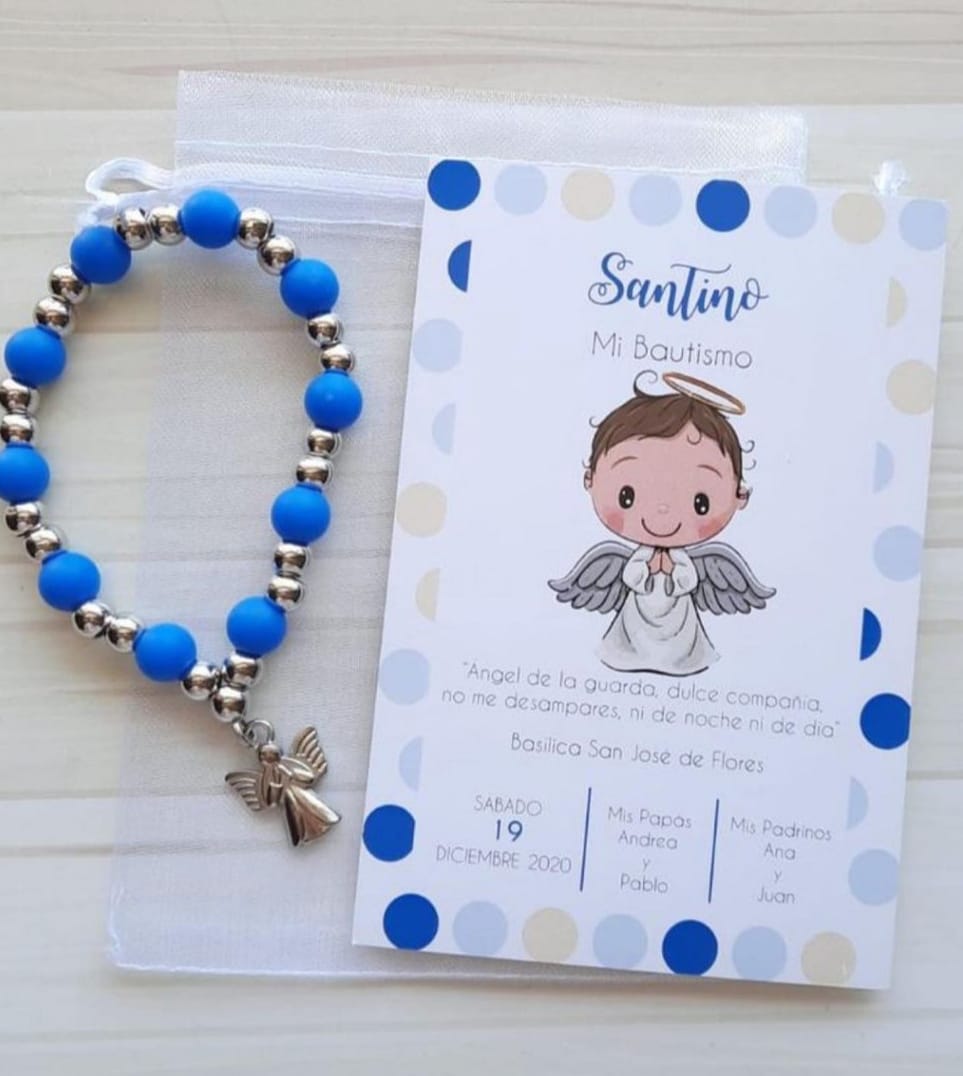 Santino
Mi Bautismo
"Angel de la guarda, dulce compañia,
no me desampares, ni de noche ni de dia"
Basilica San José de Flores
SABADO
19
DICIEMBRE 2020
Mis Papás
Andrea
y
Pablo
Mis Padrinos
Ana
y
Juan